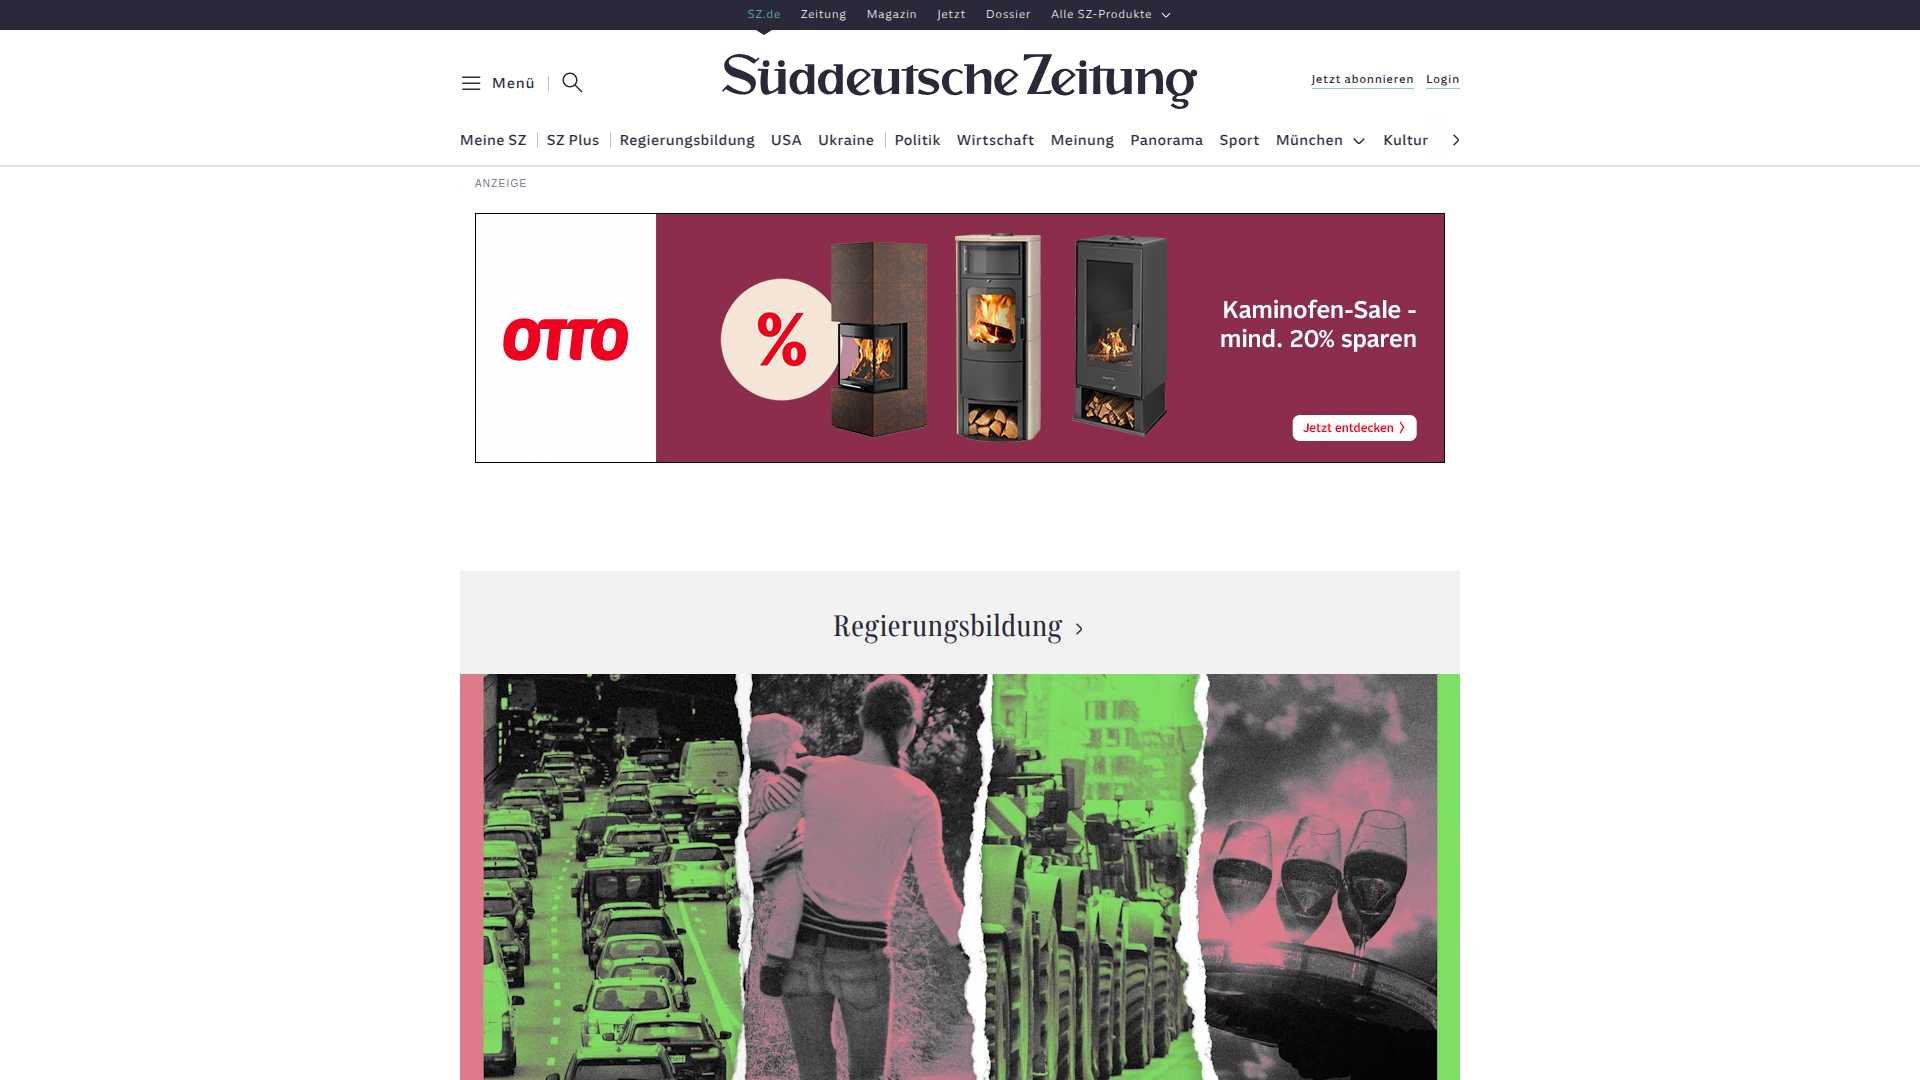 SZ.de Zeitung Magazin Jetzt Dossier Alle SZ-Produkte
Menü
Süddeutsche Zeitung
Jetzt abonnieren Login
Meine SZ SZ Plus Regierungsbildung USA Ukraine Politik Wirtschaft Meinung Panorama Sport München Kultur
ANZEIGE
OTTO
%
Kaminofen-Sale -
mind. 20% sparen
Jetzt entdecken
Regierungsbildung